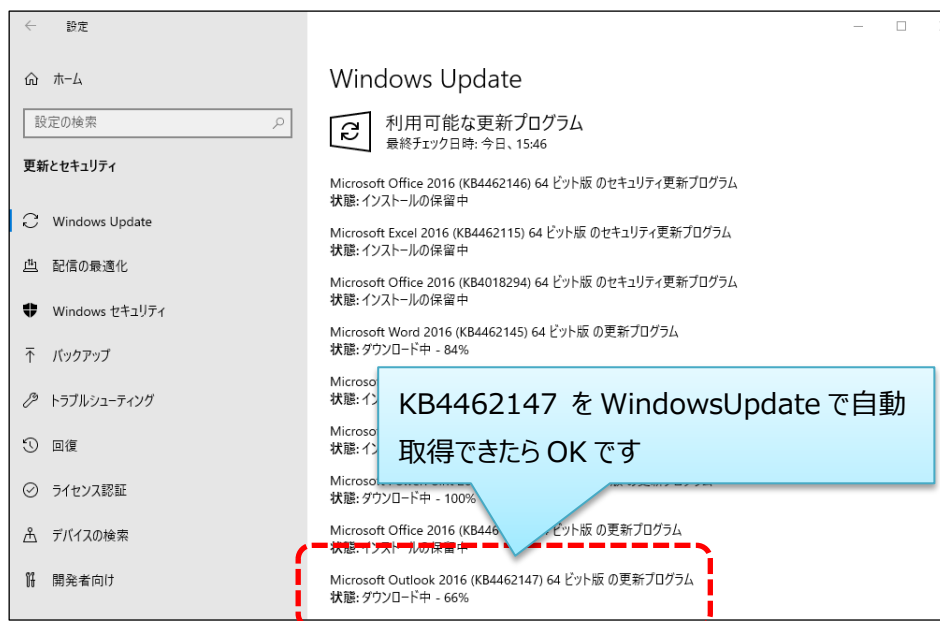 設定
ホーム
設定の検索
更新とセキュリティ
Windows Update
配信の最適化
Windows セキュリティ
バックアップ
トラブルシューティング
回復
ライセンス認証
デバイスの検索
開発者向け
Windows Update
利用可能な更新プログラム
最終チェック日時: 今日、15:46
Microsoft Office 2016 (KB4462146) 64 ビット版 のセキュリティ更新プログラム
状態: インストールの保留中
Microsoft Excel 2016 (KB4462115) 64 ビット版 のセキュリティ更新プログラム
状態: インストールの保留中
Microsoft Office 2016 (KB4018294) 64 ビット版 のセキュリティ更新プログラム
状態: インストールの保留中
Microsoft Word 2016 (KB4462145) 64 ビット版 の更新プログラム
状態: ダウンロード中 - 84%
状態:
状態:
状態: ダウンロード中 - 100%
Microsoft Office 2016 (KB446 ビット版 の更新プログラム
状態: インストールの保留中
Microsoft Outlook 2016 (KB4462147) 64 ビット版 の更新プログラム
状態: ダウンロード中 - 66%
KB4462147 を WindowsUpdate で自動
取得できたら OK です